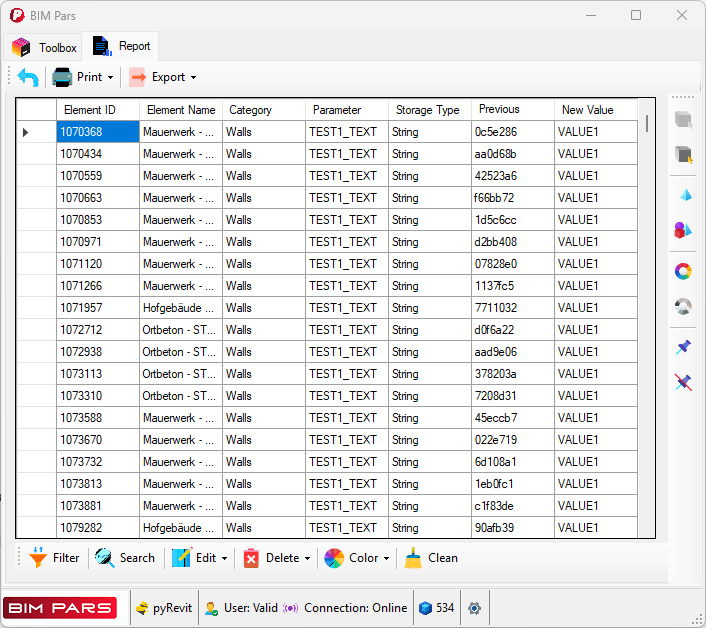 BIM Pars
Toolbox Report
Print Export
Element ID Element Name Category Parameter Storage Type Previous New Value
1070368 Mauerwerk - ... Walls TEST1_TEXT String 0c5e286 VALUE1
1070434 Mauerwerk - ... Walls TEST1_TEXT String aa0d68b VALUE1
1070559 Mauerwerk - ... Walls TEST1_TEXT String 42523a6 VALUE1
1070663 Mauerwerk - ... Walls TEST1_TEXT String f66bb72 VALUE1
1070853 Mauerwerk - ... Walls TEST1_TEXT String 1d5c6cc VALUE1
1070971 Mauerwerk - ... Walls TEST1_TEXT String d2bb408 VALUE1
1071120 Mauerwerk - ... Walls TEST1_TEXT String 07828e0 VALUE1
1071266 Mauerwerk - ... Walls TEST1_TEXT String 1137fc5 VALUE1
1071957 Hofgebäude ... Walls TEST1_TEXT String 7711032 VALUE1
1072712 Ortbeton - ST... Walls TEST1_TEXT String d0f6a22 VALUE1
1072938 Ortbeton - ST... Walls TEST1_TEXT String aad9e06 VALUE1
1073113 Ortbeton - ST... Walls TEST1_TEXT String 378203a VALUE1
1073310 Ortbeton - ST... Walls TEST1_TEXT String 7208d31 VALUE1
1073588 Mauerwerk - ... Walls TEST1_TEXT String 45eccb7 VALUE1
1073670 Mauerwerk - ... Walls TEST1_TEXT String 022e719 VALUE1
1073732 Mauerwerk - ... Walls TEST1_TEXT String 6d108a1 VALUE1
1073813 Mauerwerk - ... Walls TEST1_TEXT String 1eb0fc1 VALUE1
1073881 Mauerwerk - ... Walls TEST1_TEXT String c1f83de VALUE1
1079282 Hofgebäude ... Walls TEST1_TEXT String 90afb39 VALUE1
Filter Search Edit Delete Color Clean
BIM PARS pyRevit User: Valid Connection: Online 534